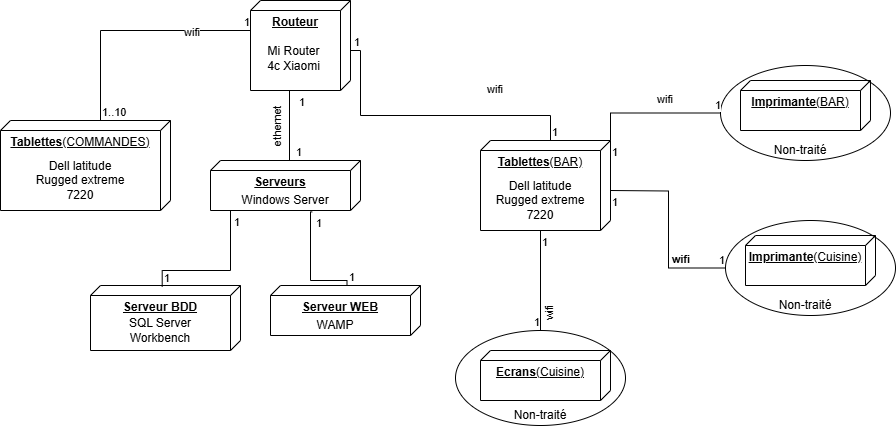 Routeur
Mi Router
4c Xiaomi
1
wifi
1
1
1..10
ethernet
wifi
Tablettes(COMMANDES)
Dell latitude
Rugged extreme
7220
1
Serveurs
Windows Server
1
1
1
Serveur BDD
SQL Server
Workbench
1
Serveur WEB
WAMP
1
Tablettes(BAR)
Dell latitude
Rugged extreme
7220
1
wifi
1
Imprimante(BAR)
Non-traité
1
wifi
1
Imprimante(Cuisine)
Non-traité
1
wifi
1
Ecrans(Cuisine)
Non-traité